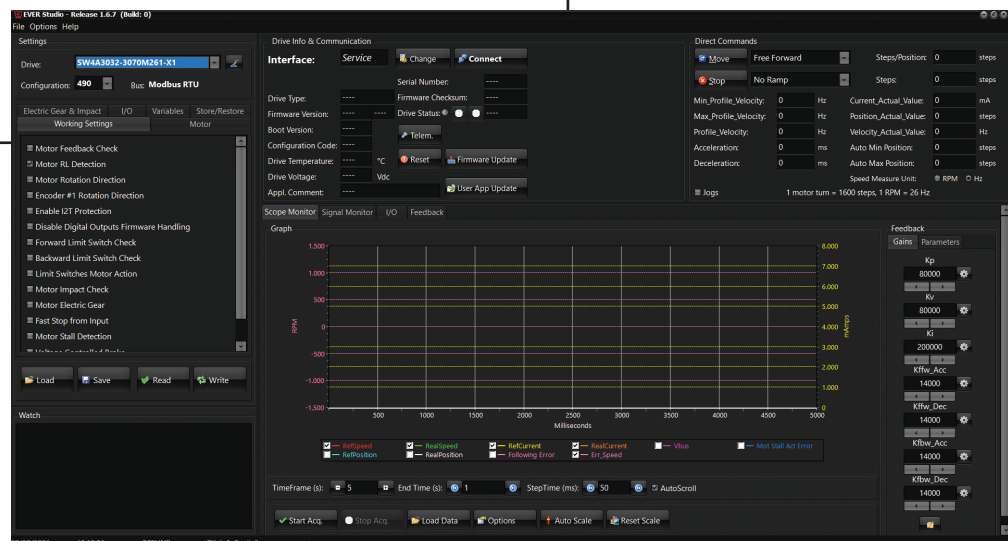 EVER Studio - Release 1.6.7 (Build: 0)
File Options Help
Settings
Drive: SW4A3032-3070M261-X1
Configuration: 490 Bus: Modbus RTU
Electric Gear & Impact I/O Variables Store/Restore
Working Settings Motor
Motor Feedback Check
Motor RL Detection
Motor Rotation Direction
Encoder #1 Rotation Direction
Enable I2T Protection
Disable Digital Outputs Firmware Handling
Forward Limit Switch Check
Backward Limit Switch Check
Limit Switches Motor Action
Motor Impact Check
Motor Electric Gear
Fast Stop from Input
Motor Stall Detection
Load Save Read Write
Watch
Drive Info & Communication
Interface: Service Change Connect
Serial Number: ----
Drive Type: ---- Firmware Checksum: ----
Firmware Version: ---- ---- Drive Status: ----
Boot Version: ---- Telem.
Configuration Code: ----
Drive Temperature: ---- °C Reset Firmware Update
Drive Voltage: ---- Vdc
Appl. Comment: ---- User App Update
Direct Commands
Move Free Forward Steps/Position: 0 steps
Stop No Ramp Steps: 0 steps
Min_Profile_Velocity: 0 Hz Current_Actual_Value: 0 mA
Max_Profile_Velocity: 0 Hz Position_Actual_Value: 0 steps
Profile_Velocity: 0 Hz Velocity_Actual_Value: 0 Hz
Acceleration: 0 ms Auto Min Position: 0 steps
Deceleration: 0 ms Auto Max Position: 0 steps
Speed Measure Unit: RPM Hz
Jogs 1 motor turn = 1600 steps, 1 RPM = 26 Hz
Scope Monitor Signal Monitor I/O Feedback
Graph
1.500 8.000
7.000
1.000 6.000
500 5.000
RPM 0 4.000 mAmps
-500 3.000
2.000
-1.000 1.000
-1.500 0
500 1000 1500 2000 2500 3000 3500 4000 4500 5000
Milliseconds
RefSpeed RealSpeed RefCurrent RealCurrent Vbus Mot Stall Act Error
RefPosition RealPosition Following Error Err_Speed
TimeFrame (s): 5 End Time (s): 1 StepTime (ms): 50 AutoScroll
Start Acq. Stop Acq. Load Data Options Auto Scale Reset Scale
Feedback
Gains Parameters
Kp
80000
Kv
80000
Ki
200000
Kffw_Acc
14000
Kffw_Dec
14000
Kfbw_Acc
14000
Kfbw_Dec
14000